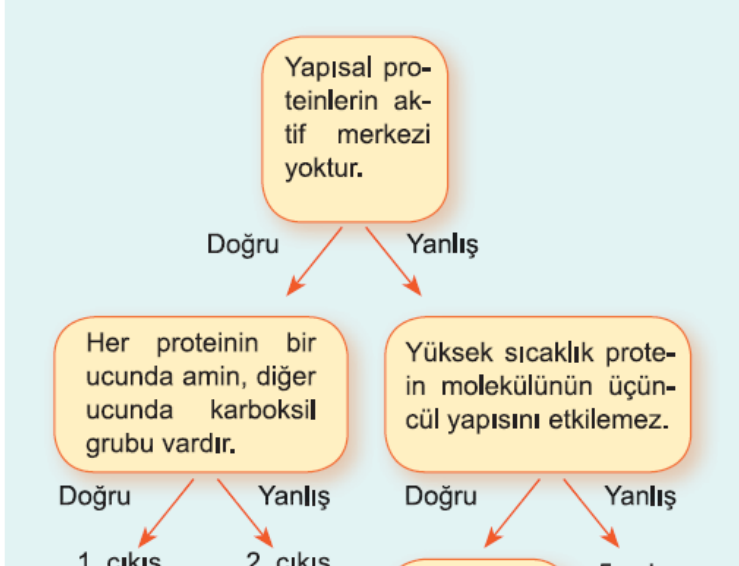 Yapısal pro-
teinlerin ak-
tif merkezi
yoktur.
Doğru Yanlış
Her proteinin bir
ucunda amin, diğer
ucunda karboksil
grubu vardır.
Yüksek sıcaklık prote-
in molekülünün üçün-
cül yapısını etkilemez.
Doğru Yanlış Doğru Yanlış
1. çıkış 2. çıkış